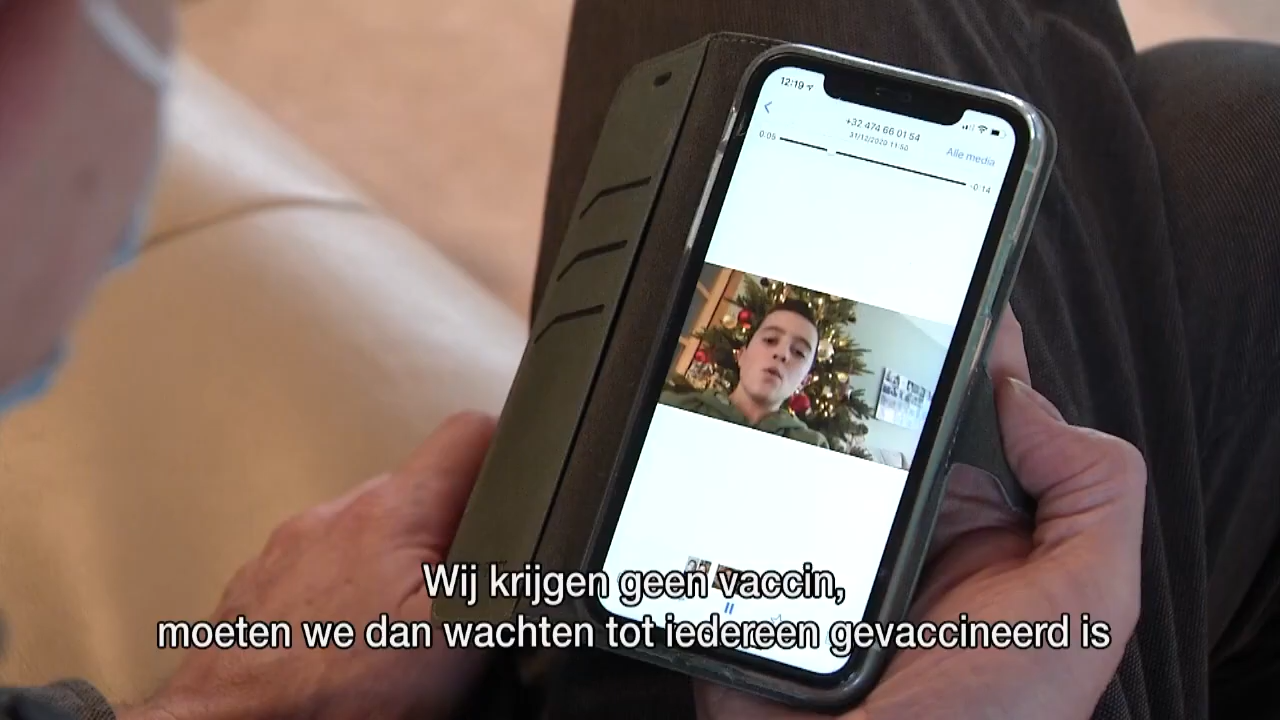 12:19
+32 474 66 01 54
31/12/2020 11:50
Alle media
0:05
-0:14
Wij krijgen geen vaccin,
moeten we dan wachten tot iedereen gevaccineerd is